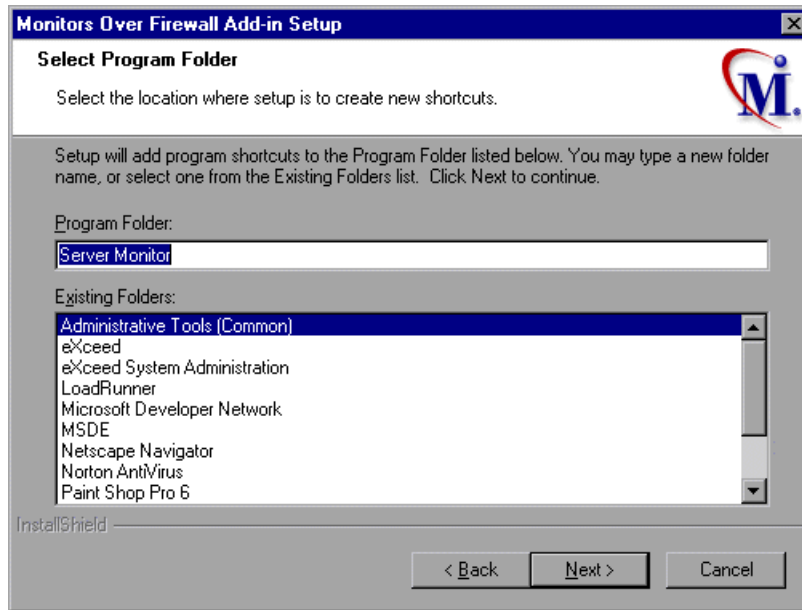 Monitors Over Firewall Add-in Setup
Select Program Folder
Select the location where setup is to create new shortcuts.
M.
Setup will add program shortcuts to the Program Folder listed below. You may type a new folder
name, or select one from the Existing Folders list.  Click Next to continue.
Program Folder:
Server Monitor
Existing Folders:
Administrative Tools (Common)
eXceed
eXceed System Administration
LoadRunner
Microsoft Developer Network
MSDE
Netscape Navigator
Norton AntiVirus
Paint Shop Pro 6
InstallShield
< Back
Next >
Cancel